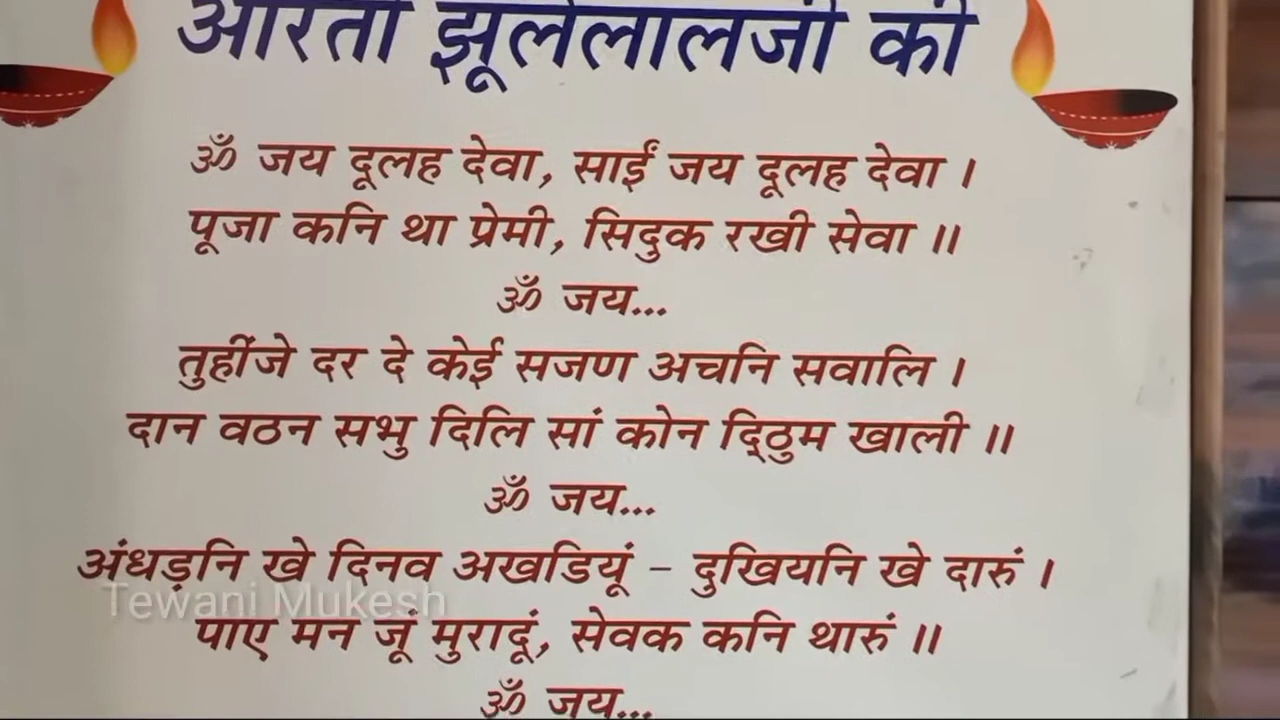 आरती झूलेलालजी की
ॐ जय दूलह देवा, साईं जय दूलह देवा ।
पूजा कनि था प्रेमी, सिदुक रखी सेवा ॥
ॐ जय...
तुहींजे दर दे केई सजण अचनि सवालि ।
दान वठन सभु दिलि सां कोन दि्ठुम खाली ॥
ॐ जय...
अंधड़नि खे दिनव अखडियूं - दुखियनि खे दारुं ।
Tewani Mukesh
पाए मन जूं मुरादूं, सेवक कनि थारुं ॥
ॐ जय...